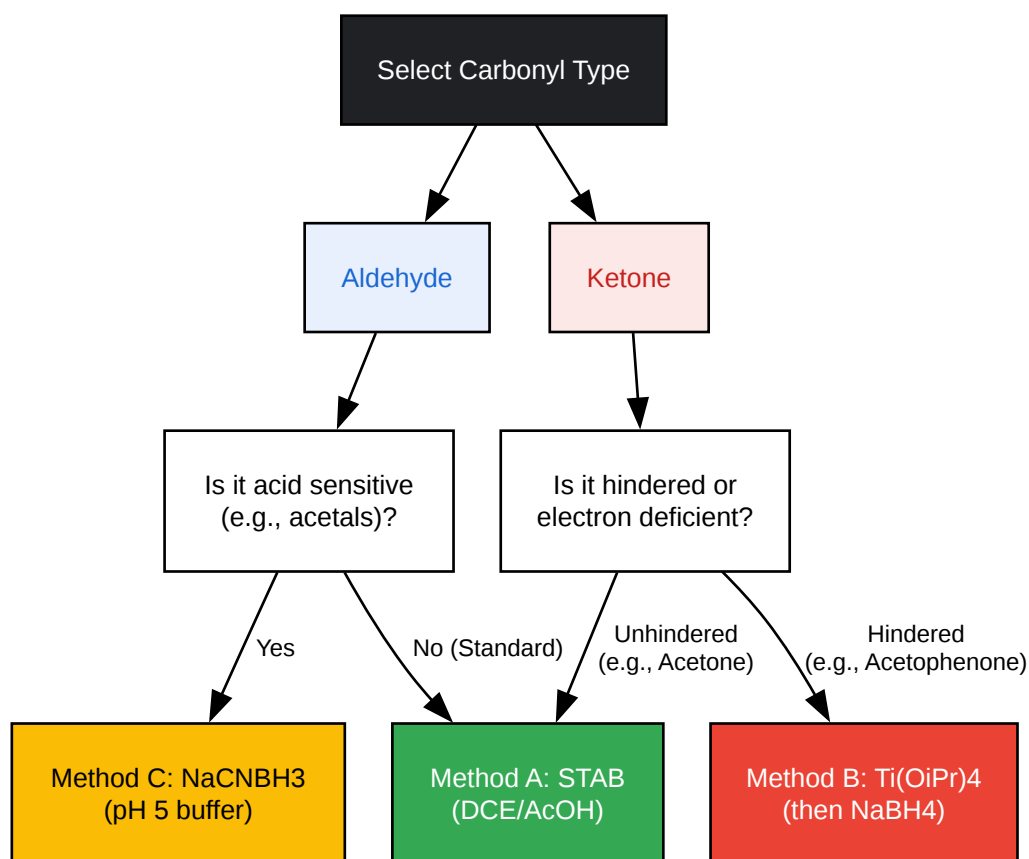 Select Carbonyl Type
Aldehyde
Ketone
Is it acid sensitive
(e.g., acetals)?
Is it hindered or
electron deficient?
Yes
No (Standard)
Unhindered
(e.g., Acetone)
Hindered
(e.g., Acetophenone)
Method C: NaCNBH3
(pH 5 buffer)
Method A: STAB
(DCE/AcOH)
Method B: Ti(OiPr)4
(then NaBH4)